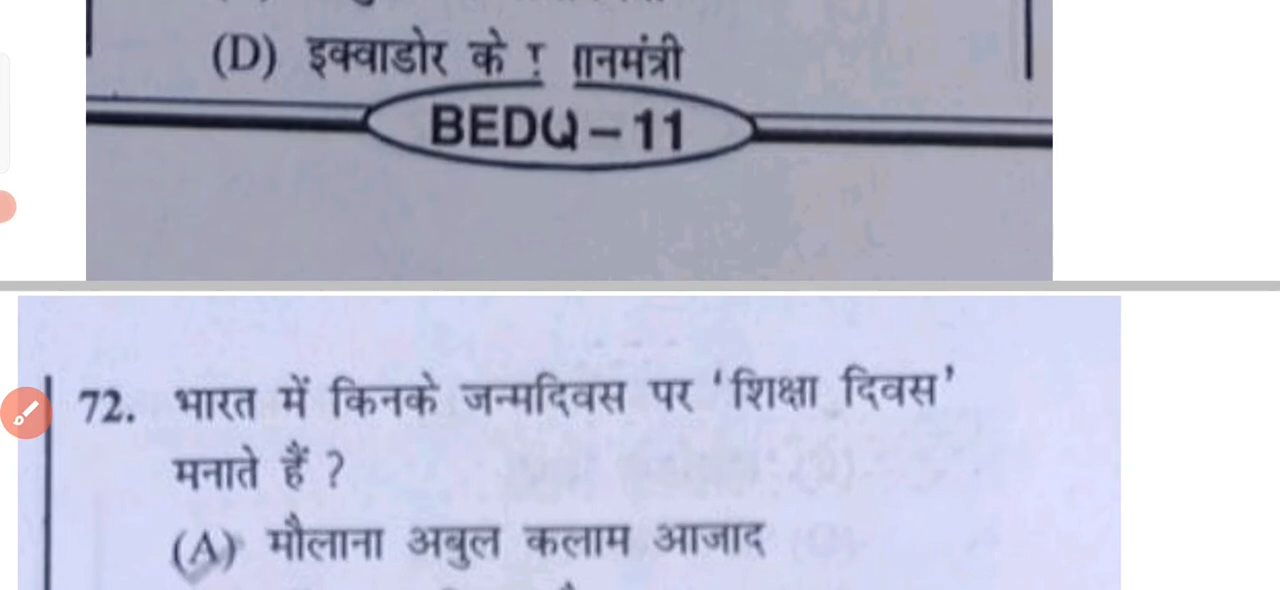 (D) इक्वाडोर के
BEDQ – 11
72. भारत में किनके जन्मदिवस पर 'शिक्षा दिवस'
मनाते हैं ?
(A) मौलाना अबुल कलाम आजाद